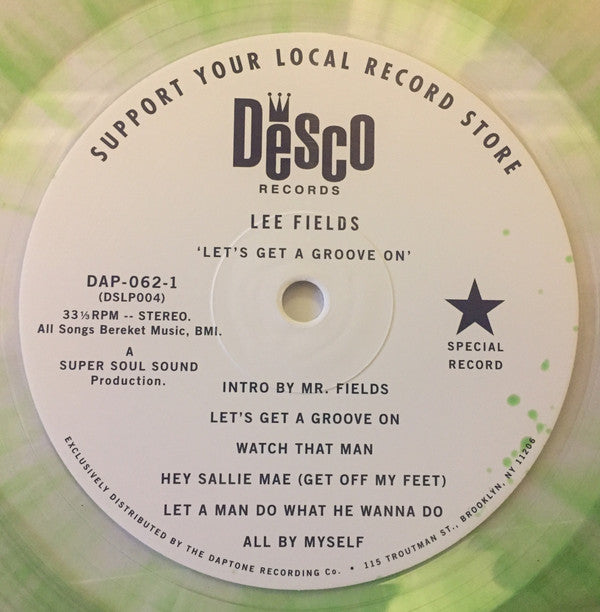 SUPPORT YOUR LOCAL RECORD STORE
Desco
RECORDS
LEE FIELDS
‘LET'S GET A GROOVE ON’
DAP-062-1
(DSLP004)
33⅓RPM -- STEREO.
All Songs Bereket Music, BMI.
A
SUPER SOUL SOUND
Production.
SPECIAL
RECORD
INTRO BY MR. FIELDS
LET'S GET A GROOVE ON
WATCH THAT MAN
HEY SALLIE MAE (GET OFF MY FEET)
LET A MAN DO WHAT HE WANNA DO
ALL BY MYSELF
EXCLUSIVELY DISTRIBUTED BY THE DAPTONE RECORDING Co. • 115 TROUTMAN ST., BROOKLYN, NY 11206